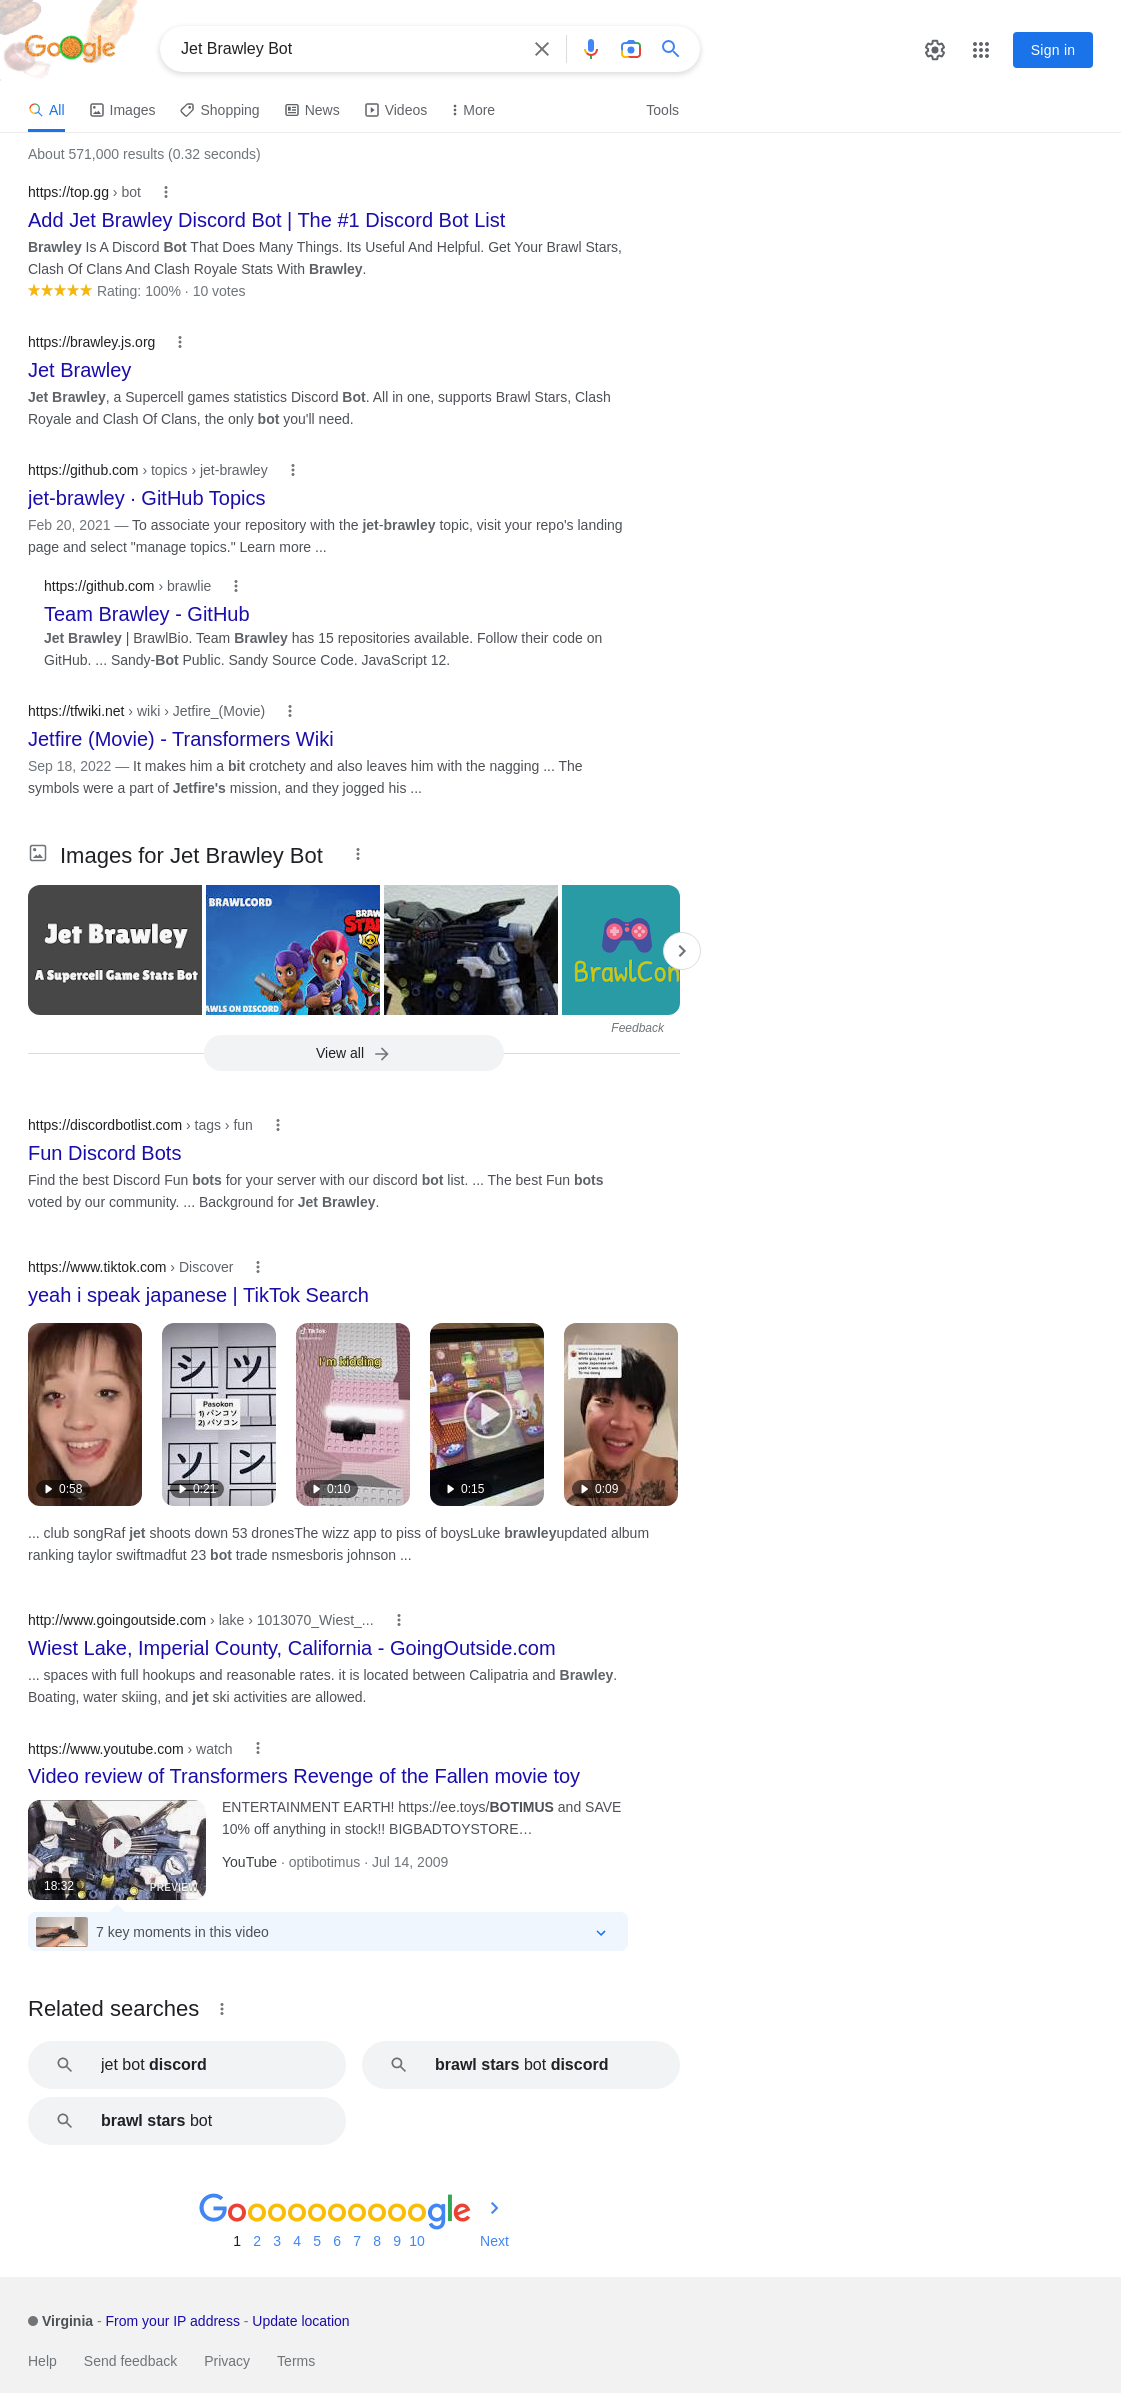 Google
Jet Brawley Bot
Sign in
All
Images
Shopping
News
Videos
More
Tools
About 571,000 results (0.32 seconds)
https://top.gg › bot
Add Jet Brawley Discord Bot | The #1 Discord Bot List
Brawley Is A Discord Bot That Does Many Things. Its Useful And Helpful. Get Your Brawl Stars,
Clash Of Clans And Clash Royale Stats With Brawley.
Rating: 100% · 10 votes
https://brawley.js.org
Jet Brawley
Jet Brawley, a Supercell games statistics Discord Bot. All in one, supports Brawl Stars, Clash
Royale and Clash Of Clans, the only bot you'll need.
https://github.com › topics › jet-brawley
jet-brawley · GitHub Topics
Feb 20, 2021 — To associate your repository with the jet-brawley topic, visit your repo's landing
page and select "manage topics." Learn more ...
https://github.com › brawlie
Team Brawley - GitHub
Jet Brawley | BrawlBio. Team Brawley has 15 repositories available. Follow their code on
GitHub. ... Sandy-Bot Public. Sandy Source Code. JavaScript 12.
https://tfwiki.net › wiki › Jetfire_(Movie)
Jetfire (Movie) - Transformers Wiki
Sep 18, 2022 — It makes him a bit crotchety and also leaves him with the nagging ... The
symbols were a part of Jetfire's mission, and they jogged his ...
Images for Jet Brawley Bot
Jet Brawley
A Supercell Game Stats Bot
BRAWLCORD
BRAW
STA
AWLS ON DISCORD
BrawlCon
Feedback
View all
https://discordbotlist.com › tags › fun
Fun Discord Bots
Find the best Discord Fun bots for your server with our discord bot list. ... The best Fun bots
voted by our community. ... Background for Jet Brawley.
https://www.tiktok.com › Discover
yeah i speak japanese | TikTok Search
0:58
シ ツ
Pasokon
1) パンコソ
2) パソコン
ソ ン
0:21
TikTok
I'm kidding
0:10
0:15
0:09
... club songRaf jet shoots down 53 dronesThe wizz app to piss of boysLuke brawleyupdated album
ranking taylor swiftmadfut 23 bot trade nsmesboris johnson ...
http://www.goingoutside.com › lake › 1013070_Wiest_...
Wiest Lake, Imperial County, California - GoingOutside.com
... spaces with full hookups and reasonable rates. it is located between Calipatria and Brawley.
Boating, water skiing, and jet ski activities are allowed.
https://www.youtube.com › watch
Video review of Transformers Revenge of the Fallen movie toy
18:32
PREVIEW
ENTERTAINMENT EARTH! https://ee.toys/BOTIMUS and SAVE
10% off anything in stock!! BIGBADTOYSTORE…
YouTube · optibotimus · Jul 14, 2009
7 key moments in this video
Related searches
jet bot discord
brawl stars bot discord
brawl stars bot
Goooooooooogle
1 2 3 4 5 6 7 8 9 10 Next
Virginia - From your IP address - Update location
Help
Send feedback
Privacy
Terms